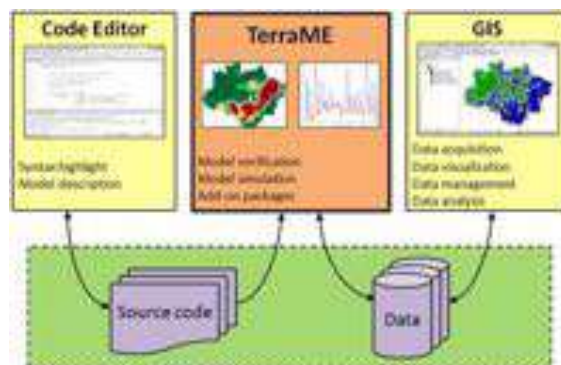 Code Editor
Syntax highlight
Model description
TerraME
Model verification
Model simulation
Add-on packages
GIS
Data acquisition
Data visualization
Data management
Data analysis
Source code
Data